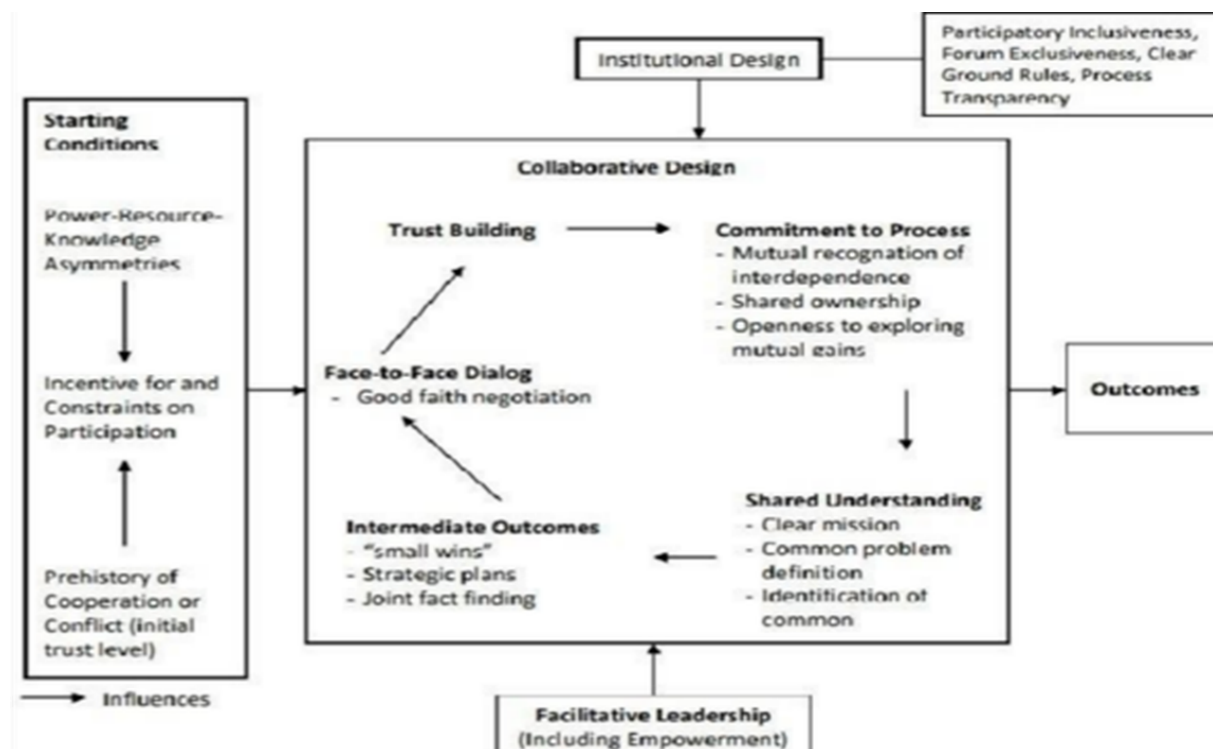 Participatory Inclusiveness,
Forum Exclusiveness, Clear
Ground Rules, Process
Transparency
Institutional Design
Starting
Conditions
Power-Resource-
Knowledge
Asymmetries
Incentive for and
Constraints on
Participation
Prehistory of
Cooperation or
Conflict (initial
trust level)
Influences
Collaborative Design
Trust Building
Commitment to Process
- Mutual recognation of
interdependence
- Shared ownership
- Openness to exploring
mutual gains
Face-to-Face Dialog
- Good faith negotiation
Shared Understanding
- Clear mission
- Common problem
definition
- Identification of
common
Intermediate Outcomes
- "small wins"
- Strategic plans
- Joint fact finding
Outcomes
Facilitative Leadership
(Including Empowerment)